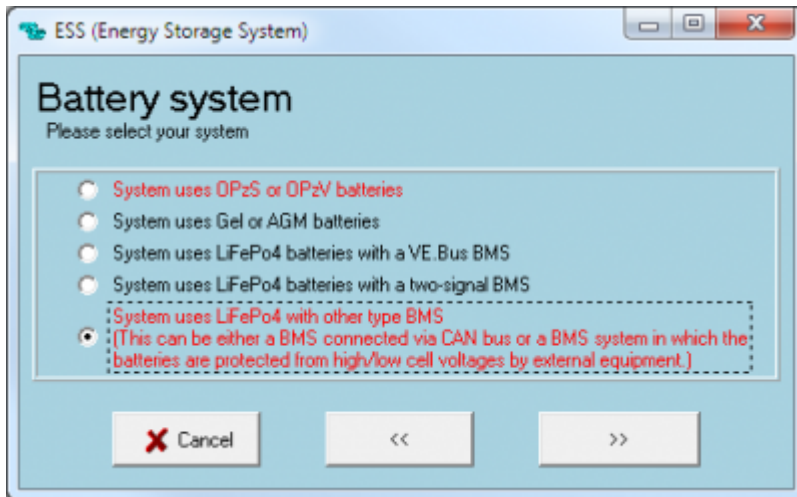 ESS (Energy Storage System)
Battery system
Please select your system
System uses OPzS or OPzV batteries
System uses Gel or AGM batteries
System uses LiFePo4 batteries with a VE.Bus BMS
System uses LiFePo4 batteries with a two-signal BMS
System uses LiFePo4 with other type BMS
(This can be either a BMS connected via CAN bus or a BMS system in which the
batteries are protected from high/low cell voltages by external equipment.)
Cancel
<<
>>